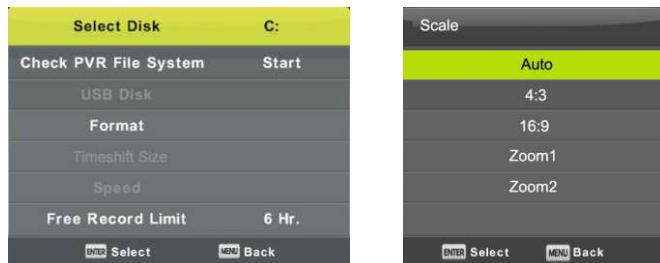 Select Disk C:
Check PVR File System Start
USB Disk
Format
Timeshift Size
Speed
Free Record Limit 6 Hr.
ENTER Select MENU Back
Scale
Auto
4:3
16:9
Zoom1
Zoom2
ENTER Select MENU Back